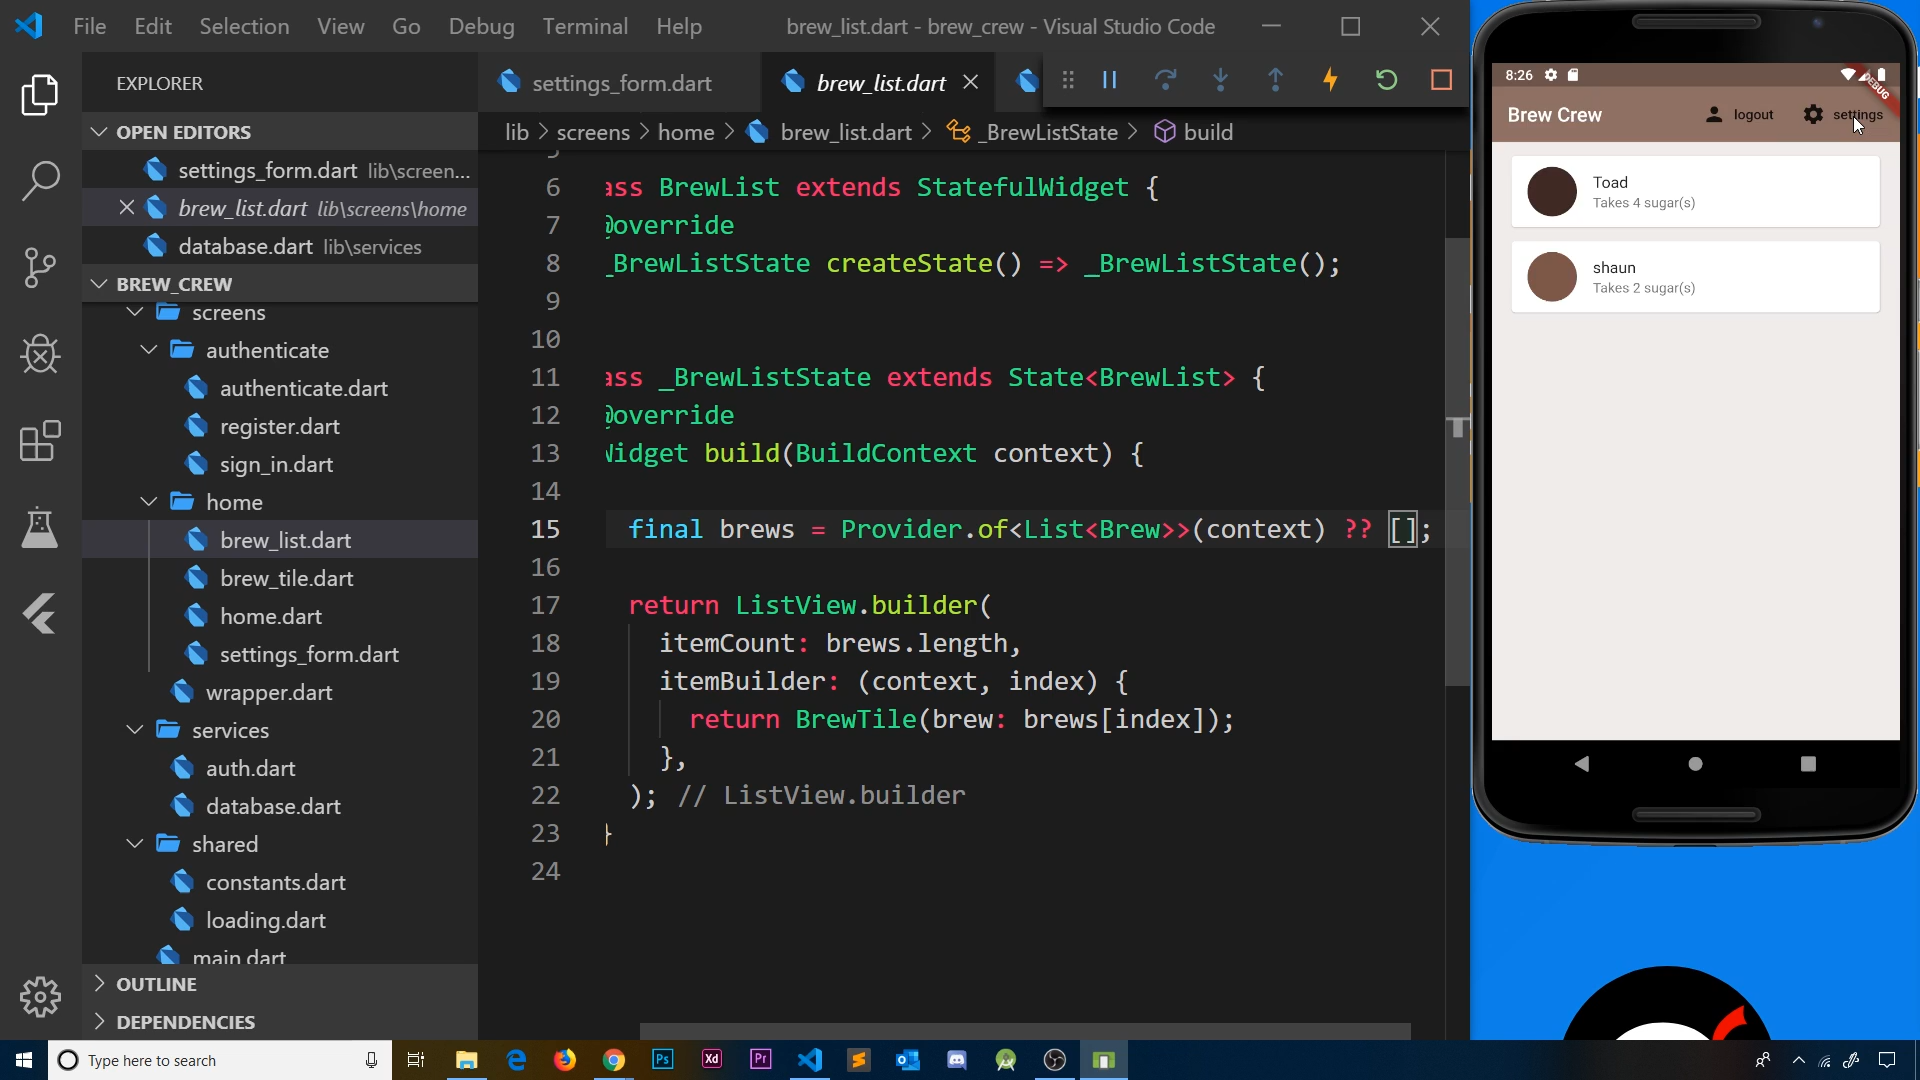 File Edit Selection View Go Debug Terminal Help
brew_list.dart - brew_crew - Visual Studio Code
EXPLORER
OPEN EDITORS
settings_form.dart lib\screen...
brew_list.dart lib\screens\home
database.dart lib\services
BREW_CREW
screens
authenticate
authenticate.dart
register.dart
sign_in.dart
home
brew_list.dart
brew_tile.dart
home.dart
settings_form.dart
wrapper.dart
services
auth.dart
database.dart
shared
constants.dart
loading.dart
main.dart
OUTLINE
DEPENDENCIES
settings_form.dart
brew_list.dart
lib > screens > home > brew_list.dart > _BrewListState > build
6 ass BrewList extends StatefulWidget {
7 @override
8 _BrewListState createState() => _BrewListState();
9
10
11 ass _BrewListState extends State<BrewList> {
12 @override
13 Widget build(BuildContext context) {
14
15 final brews = Provider.of<List<Brew>>(context) ?? [];
16
17 return ListView.builder(
18 itemCount: brews.length,
19 itemBuilder: (context, index) {
20 return BrewTile(brew: brews[index]);
21 },
22 ); // ListView.builder
23 }
24
8:26
DEBUG
Brew Crew
logout
settings
Toad
Takes 4 sugar(s)
shaun
Takes 2 sugar(s)
Type here to search
Ps
Xd
Pr